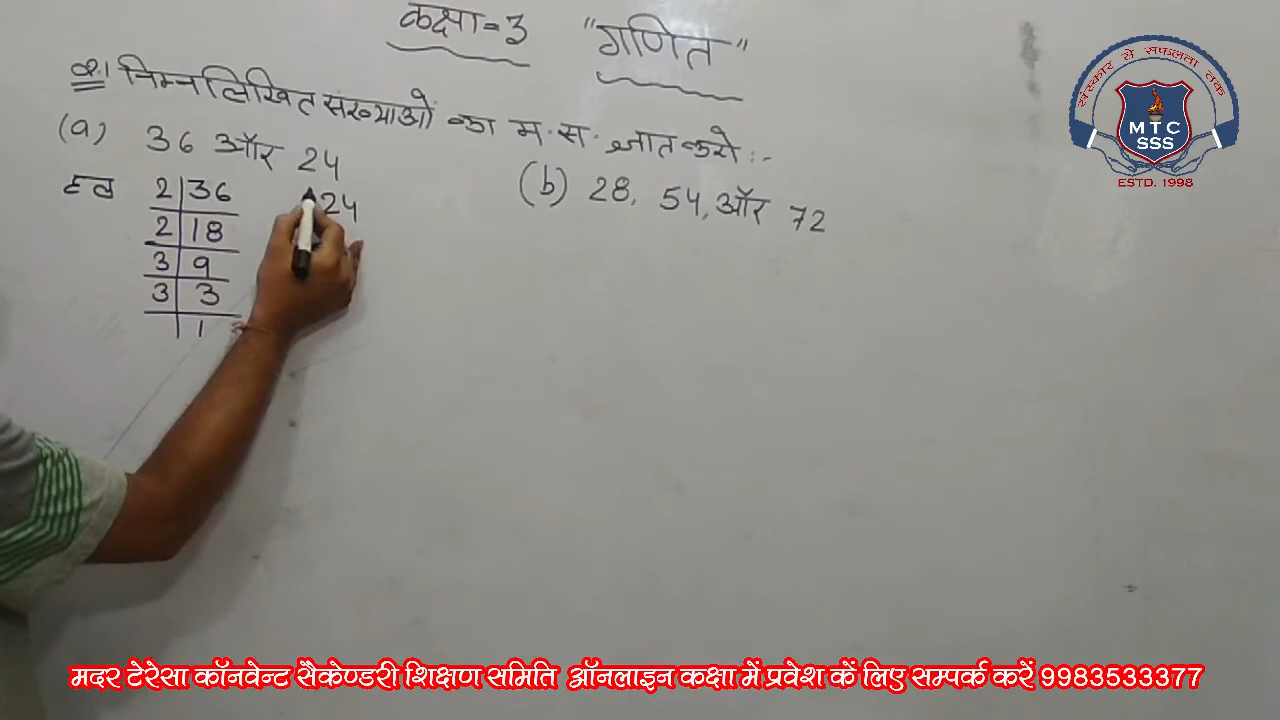 कक्षा = 3 "गणित"
Q.1 निम्नलिखित संख्याओं का म. स. ज्ञात करो :-
(a) 36 और 24
(b) 28, 54, और 72
हल 2 | 36
24
2 | 18
3 | 9
3 | 3
1
संस्कार से सफलता तक
MTC
SSS
ESTD. 1998
मदर टेरेसा कॉनवेन्ट सैकेण्डरी शिक्षण समिति ऑनलाइन कक्षा में प्रवेश कें लिए सम्पर्क करें 9983533377